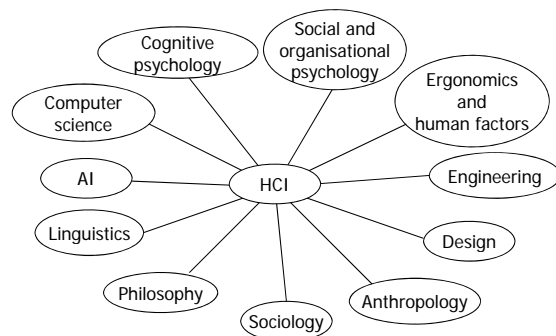 Cognitive
psychology
Social and
organisational
psychology
Ergonomics
and
human factors
Computer
science
AI
HCI
Engineering
Linguistics
Design
Philosophy
Anthropology
Sociology